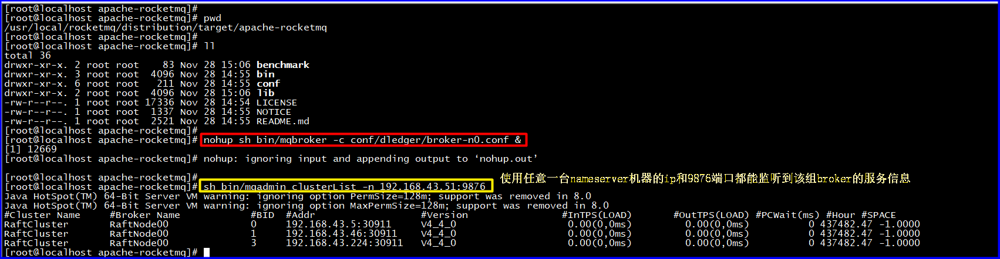 [root@localhost apache-rocketmq]#
[root@localhost apache-rocketmq]# pwd
/usr/local/rocketmq/distribution/target/apache-rocketmq
[root@localhost apache-rocketmq]#
[root@localhost apache-rocketmq]# ll
total 36
drwxr-xr-x. 2 root root    83 Nov 28 15:06 benchmark
drwxr-xr-x. 3 root root  4096 Nov 28 14:55 bin
drwxr-xr-x. 6 root root   211 Nov 28 14:55 conf
drwxr-xr-x. 2 root root  4096 Nov 28 15:06 lib
-rw-r--r--. 1 root root 17336 Nov 28 14:54 LICENSE
-rw-r--r--. 1 root root  1337 Nov 28 14:55 NOTICE
-rw-r--r--. 1 root root  2521 Nov 28 14:55 README.md
[root@localhost apache-rocketmq]#
[root@localhost apache-rocketmq]# nohup sh bin/mqbroker -c conf/dledger/broker-n0.conf &
[1] 12669
[root@localhost apache-rocketmq]# nohup: ignoring input and appending output to ‘nohup.out’
[root@localhost apache-rocketmq]#
使用任意一台nameserver机器的ip和9876端口都能监听到该组broker的服务信息
[root@localhost apache-rocketmq]# sh bin/mqadmin clusterList -n 192.168.43.51:9876
Java HotSpot(TM) 64-Bit Server VM warning: ignoring option PermSize=128m; support was removed in 8.0
Java HotSpot(TM) 64-Bit Server VM warning: ignoring option MaxPermSize=128m; support was removed in 8.0
#Cluster Name     #Broker Name            #BID  #Addr                  #Version                #InTPS(LOAD)       #OutTPS(LOAD) #PCWait(ms) #Hour #SPACE
RaftCluster       RaftNode00              0     192.168.43.5:30911     V4_4_0                   0.00(0,0ms)         0.00(0,0ms)          0 437482.47 -1.0000
RaftCluster       RaftNode00              1     192.168.43.46:30911    V4_4_0                   0.00(0,0ms)         0.00(0,0ms)          0 437482.47 -1.0000
RaftCluster       RaftNode00              3     192.168.43.224:30911   V4_4_0                   0.00(0,0ms)         0.00(0,0ms)          0 437482.47 -1.0000
[root@localhost apache-rocketmq]#